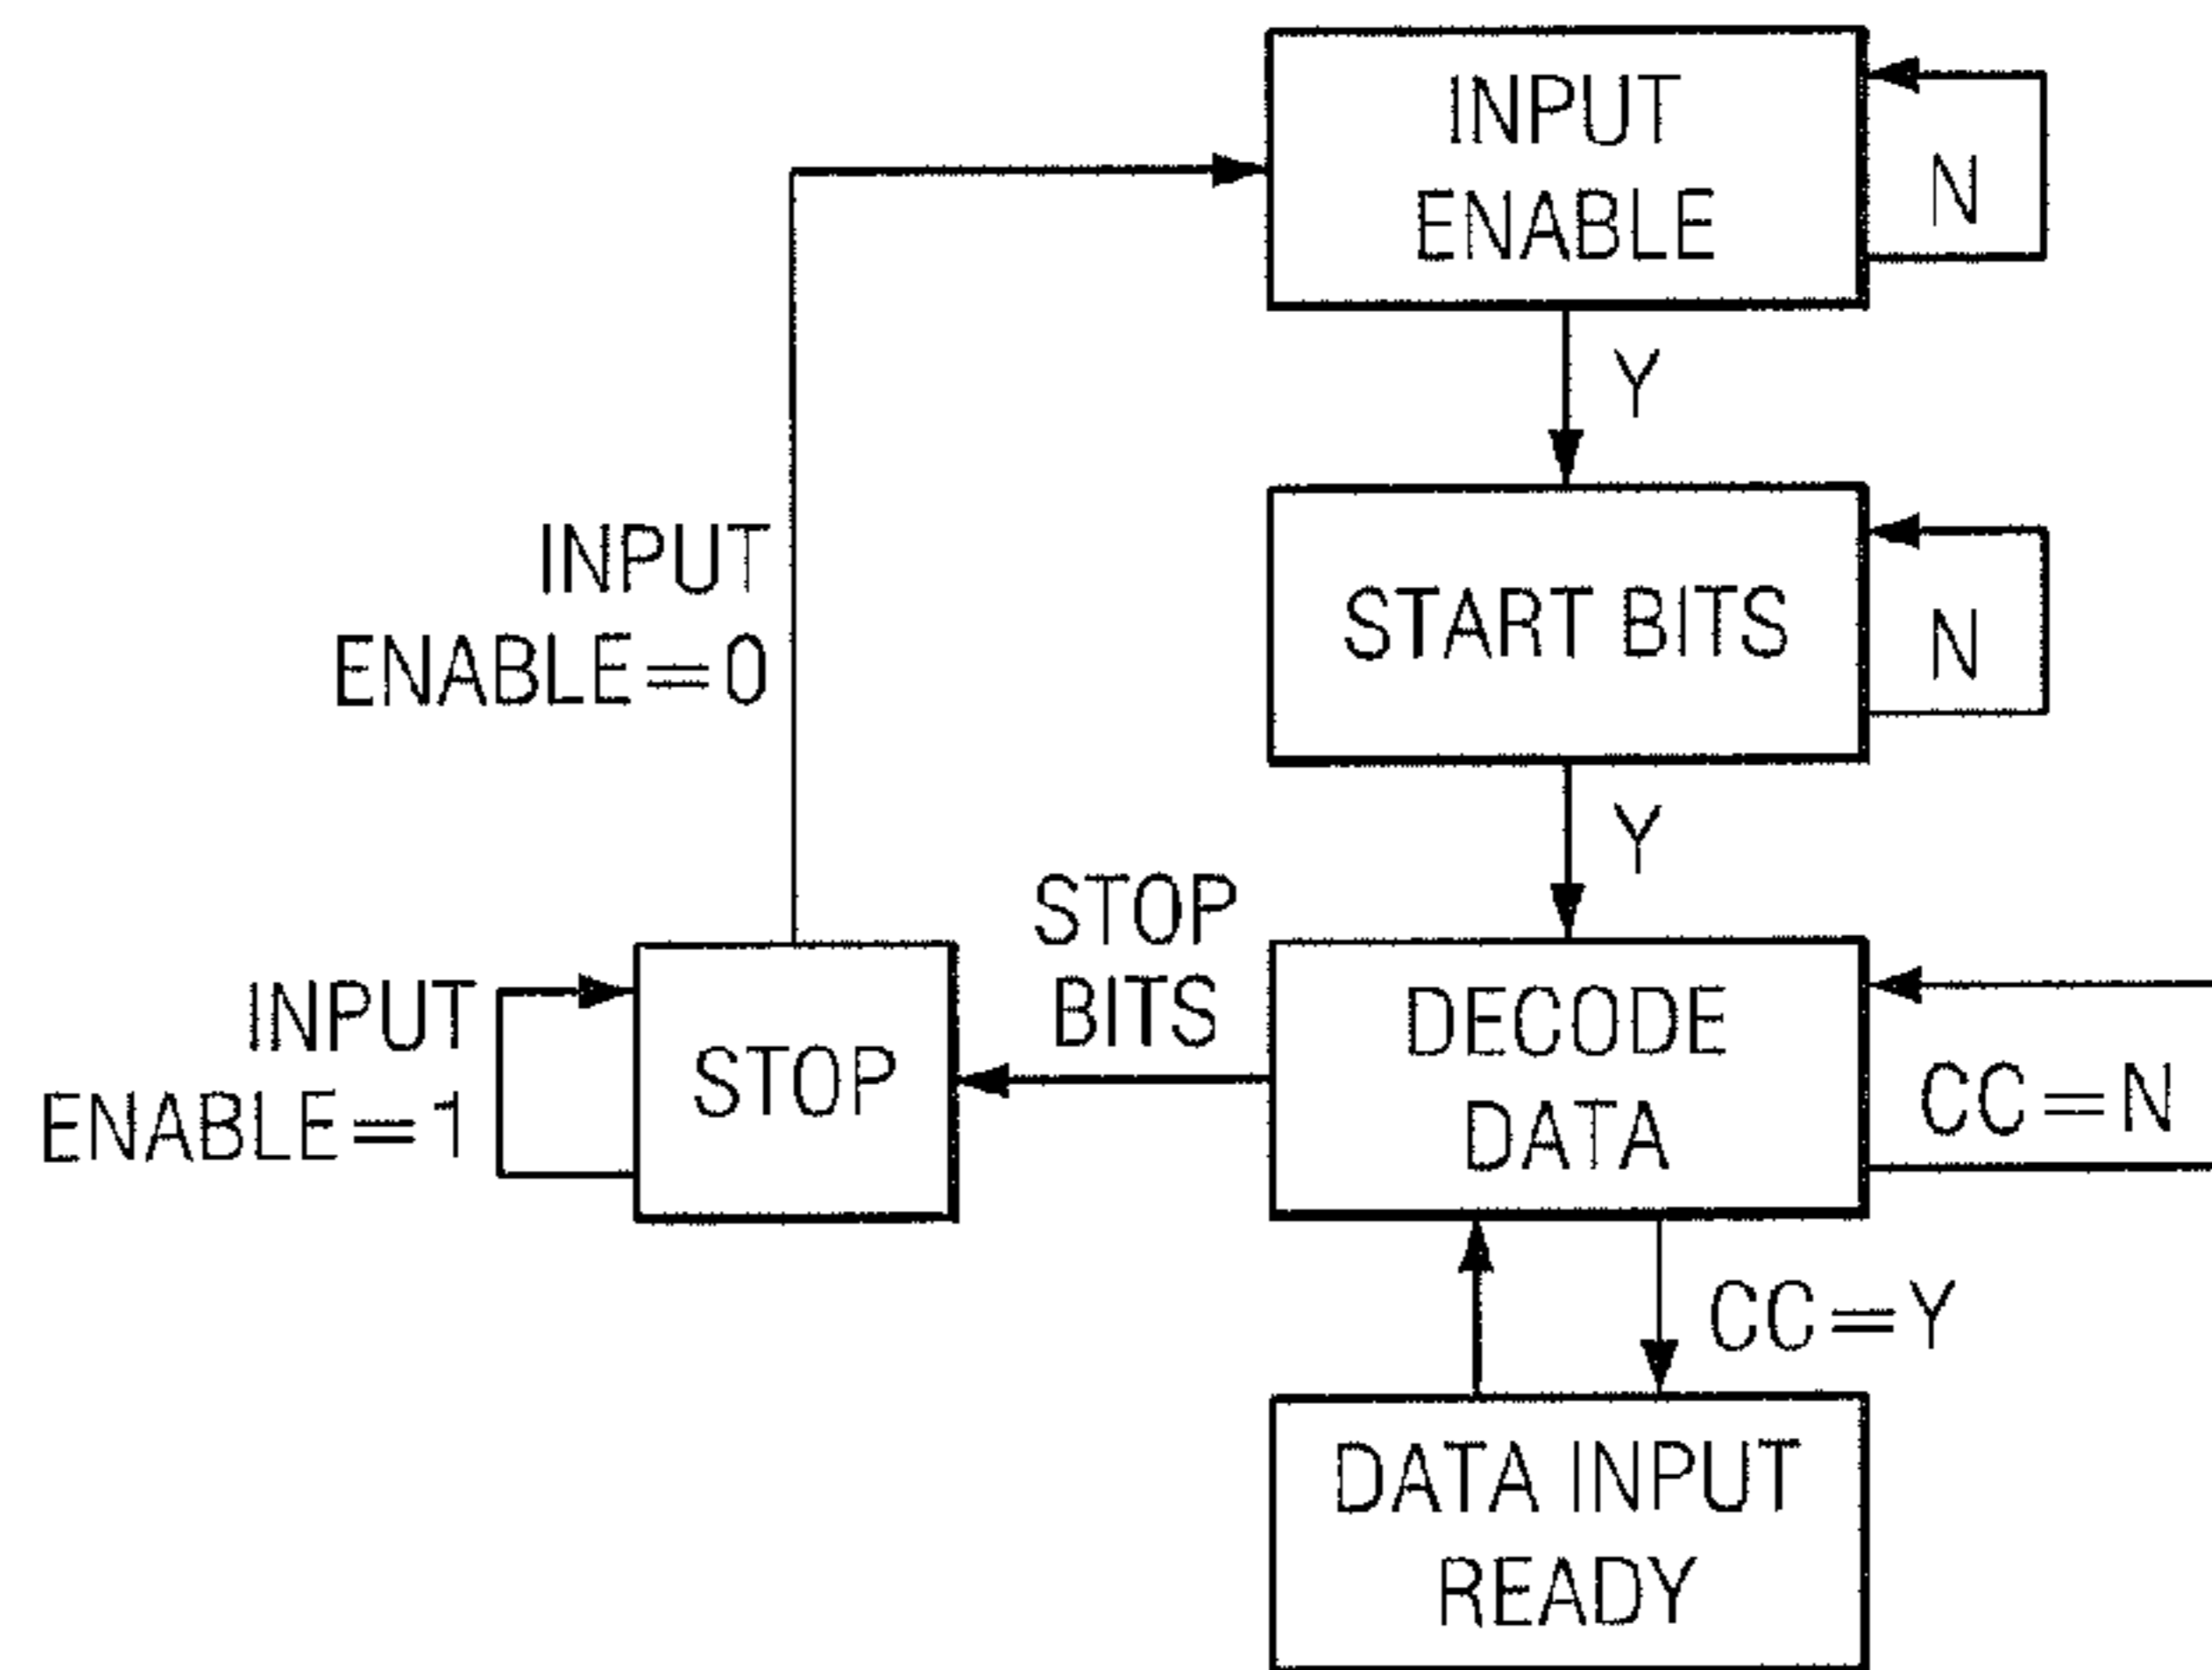 INPUT
ENABLE
N
Y
INPUT
ENABLE=0
START BITS
N
Y
STOP
BITS
INPUT
ENABLE=1
STOP
DECODE
DATA
CC=N
CC=Y
DATA INPUT
READY